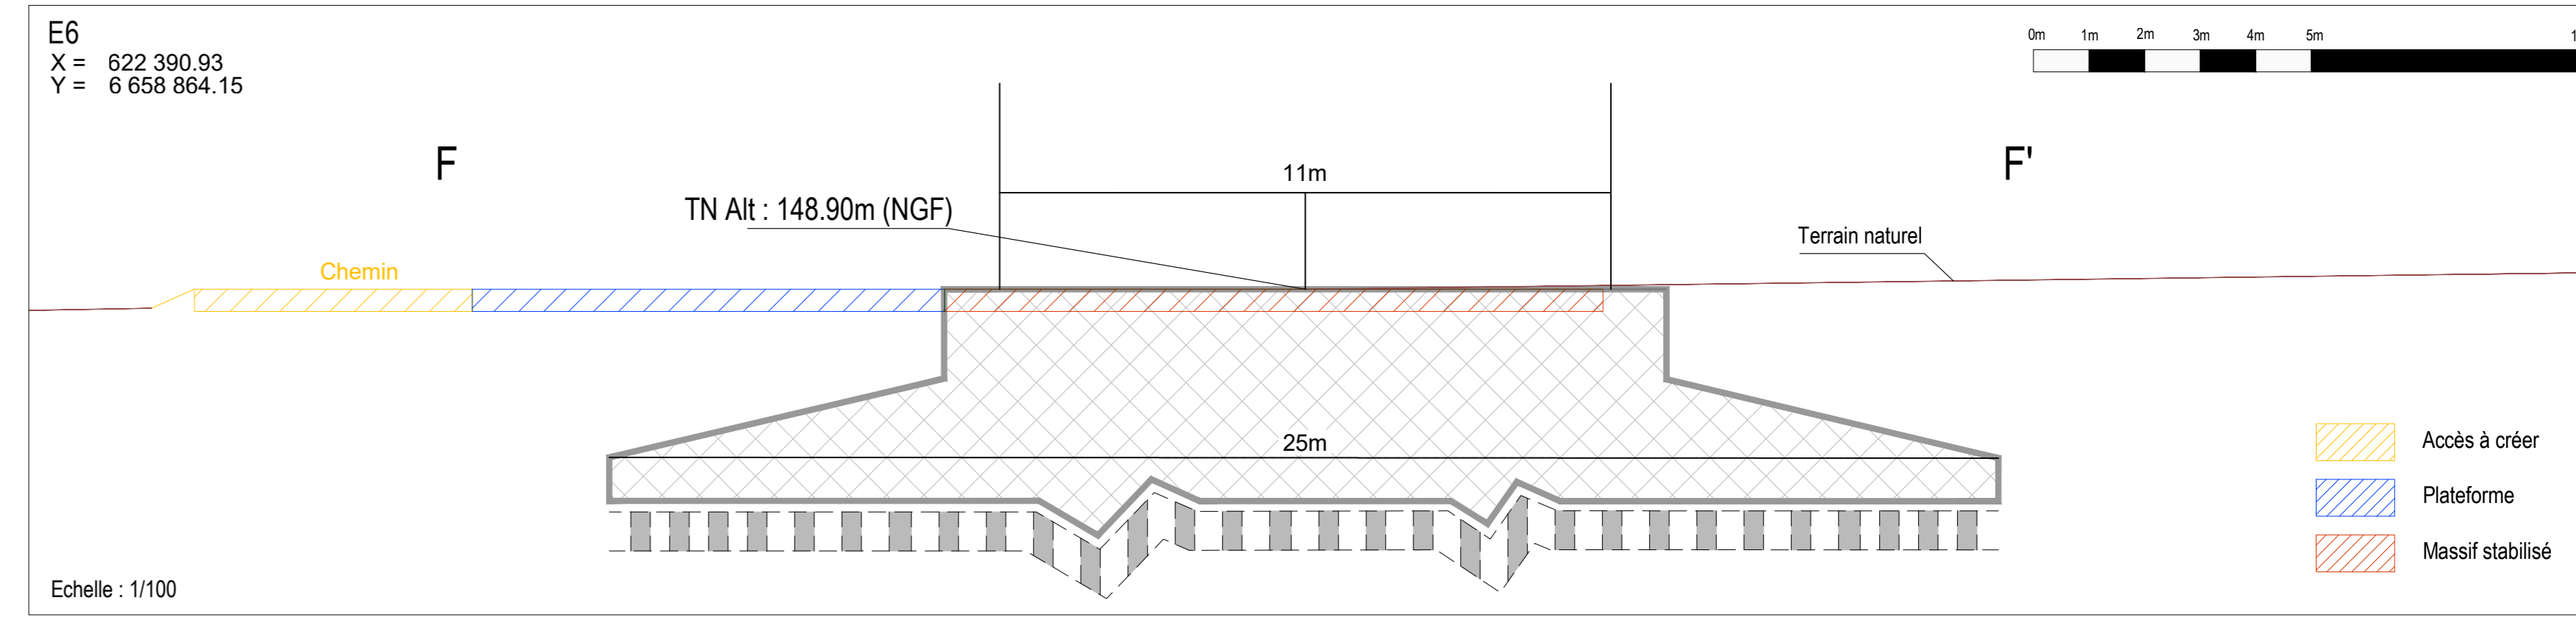 E6
X = 622 390.93
Y = 6 658 864.15
0m 1m 2m 3m 4m 5m
F
F'
11m
TN Alt : 148.90m (NGF)
Terrain naturel
Chemin
25m
Accès à créer
Plateforme
Massif stabilisé
Echelle : 1/100